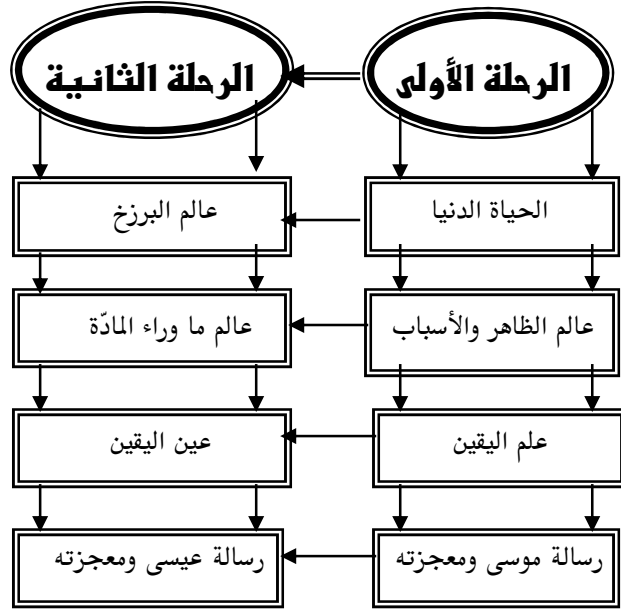 الرحلة الأولى
الرحلة الثانية
الحياة الدنيا
عالم البرزخ
عالم الظاهر والأسباب
عالم ما وراء المادّة
علم اليقين
عين اليقين
رسالة موسى ومعجزته
رسالة عيسى ومعجزته